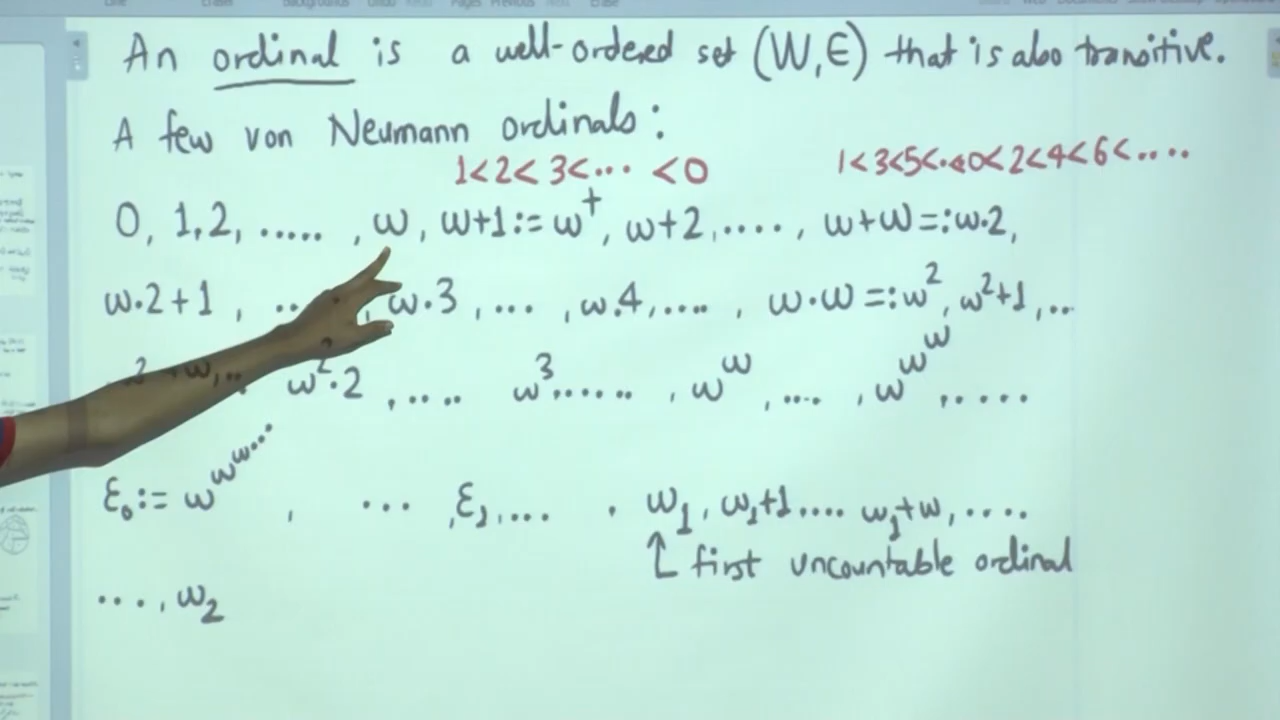 An ordinal is a well-ordered set (W,∈) that is also transitive.
A few von Neumann ordinals:
1<2<3<... <0 1<3<5<..<0<2<4<6<....
0, 1,2, ....., ω, ω+1:=ω⁺, ω+2,...., ω+ω=:ω·2,
ω·2+1, .. , ω·3, ... , ω.4,...., ω·ω=:ω², ω²+1,...
ω,.. ω²·2,.... ω³......, ω^ω, ...., ω^ω^ω,.....
ε₀:= ω^ω^ω^..., ... ,ε₁,... . ω₁, ω₁+1.... ω₁+ω,....
↑ first uncountable ordinal
...., ω₂